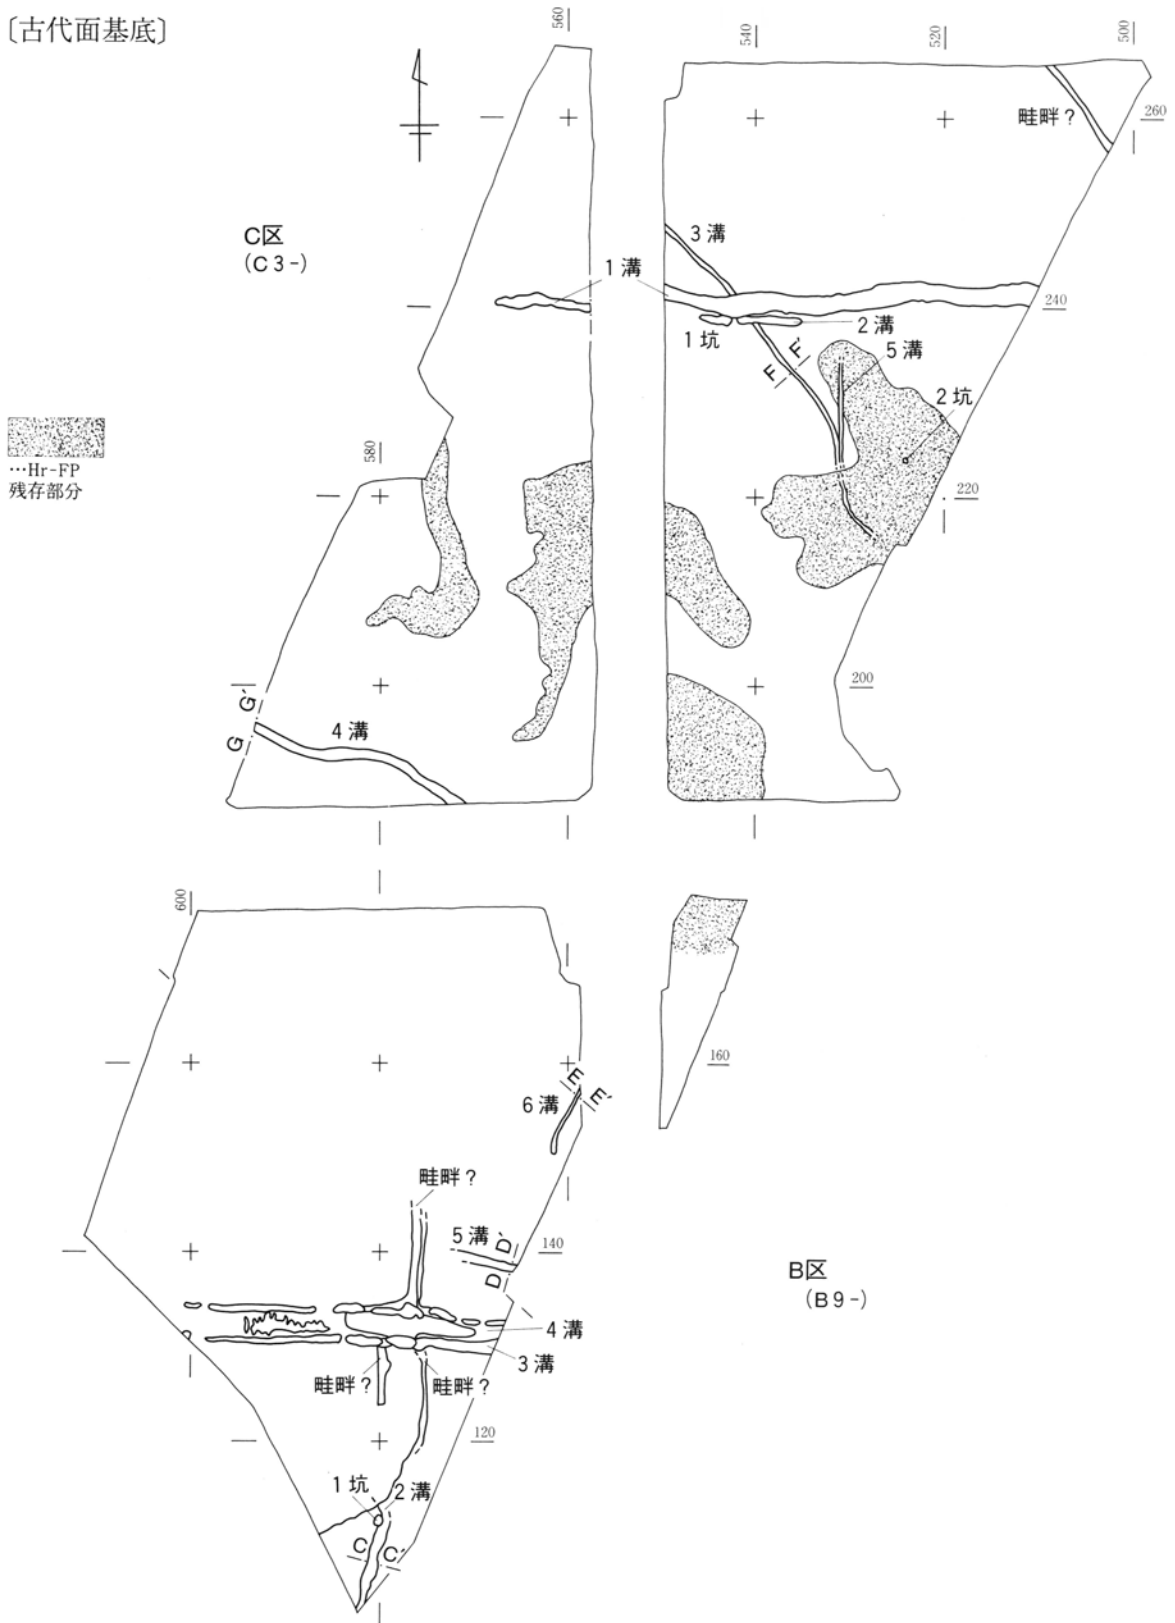 〔古代面基底〕
560
540
520
500
260
畦畔？
C区
(C3-)
3溝
1溝
240
1坑
2溝
F F´
5溝
2坑
580
…Hr-FP
残存部分
220
200
G G´
4溝
600
160
E E´
6溝
畦畔？
5溝
D D´
140
B区
(B9-)
4溝
3溝
畦畔？
畦畔？
120
1坑
2溝
C C´